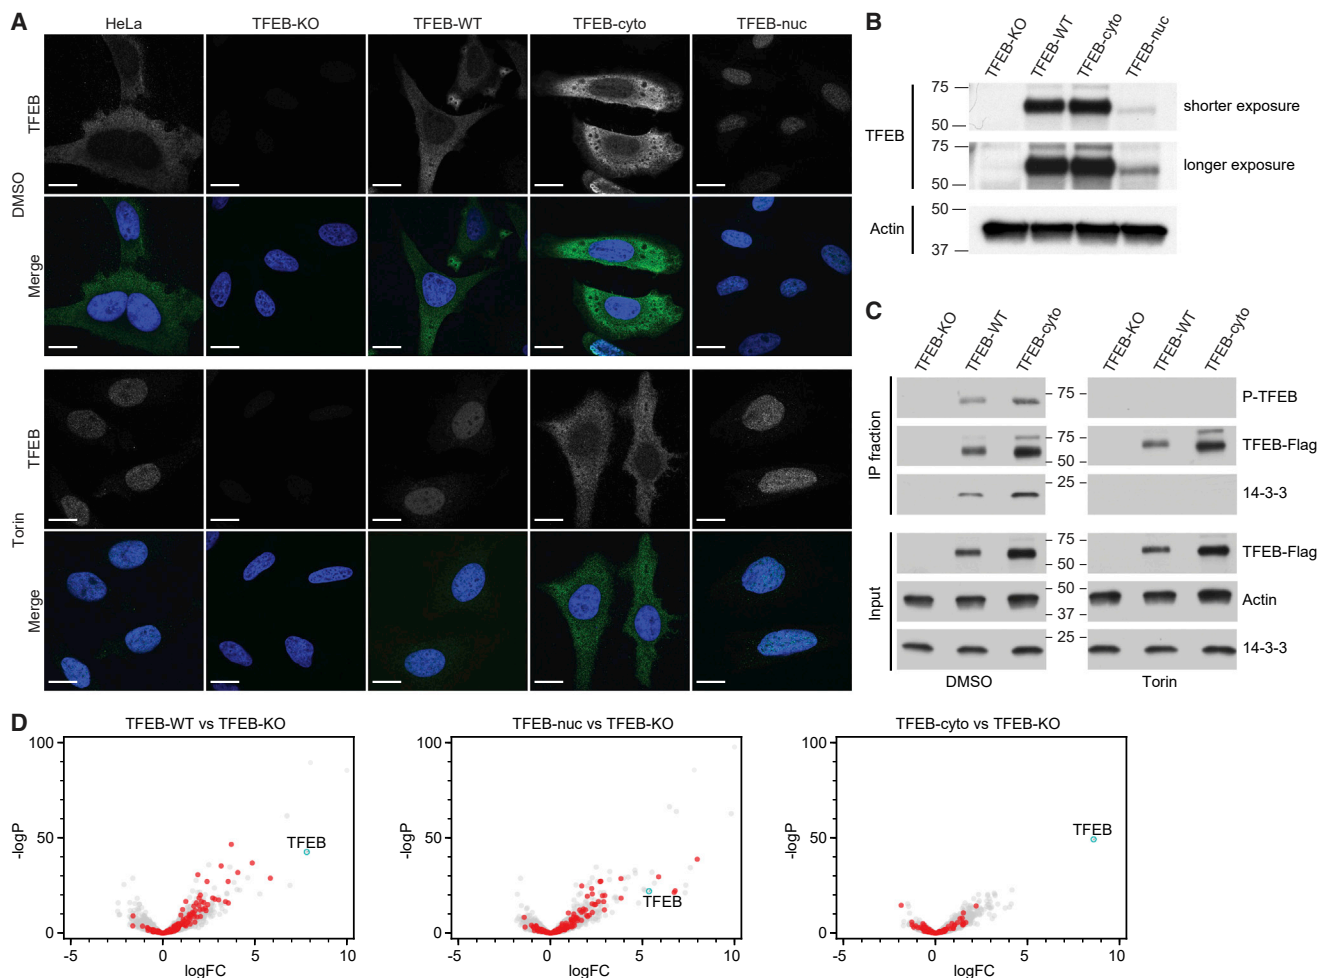 A
HeLa TFEB-KO TFEB-WT TFEB-cyto TFEB-nuc
TFEB
DMSO
Merge
TFEB
Torin
Merge
B
TFEB-KO TFEB-WT TFEB-cyto TFEB-nuc
TFEB
75
50
shorter exposure
75
50
longer exposure
Actin
50
37
C
TFEB-KO TFEB-WT TFEB-cyto TFEB-KO TFEB-WT TFEB-cyto
IP fraction
75 P-TFEB
75
50
TFEB-Flag
25 14-3-3
Input
75
50
TFEB-Flag
50
37
Actin
25 14-3-3
DMSO Torin
D
TFEB-WT vs TFEB-KO
100
50
0
-logP
TFEB
-5 0 5 10
logFC
TFEB-nuc vs TFEB-KO
100
50
0
-logP
TFEB
-5 0 5 10
logFC
TFEB-cyto vs TFEB-KO
100
50
0
-logP
TFEB
-5 0 5 10
logFC